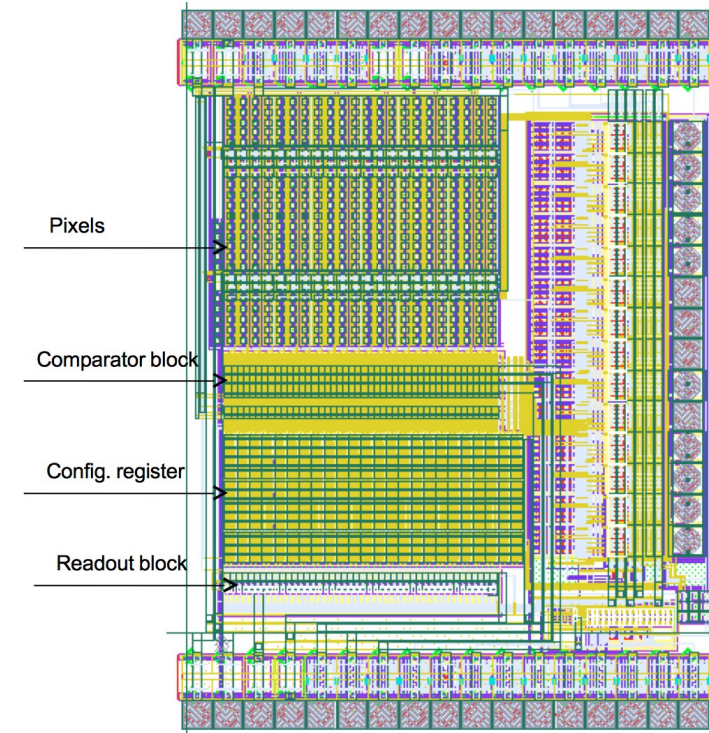 Pixels
Comparator block
Config. register
Readout block